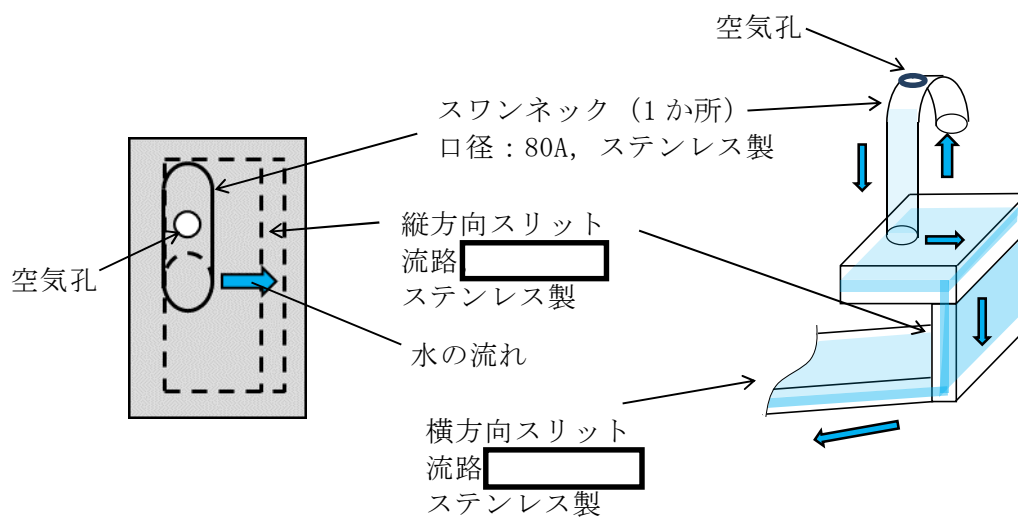 空気孔
スワンネック（1か所）
口径：80A，ステンレス製
縦方向スリット
流路
ステンレス製
空気孔
水の流れ
横方向スリット
流路
ステンレス製